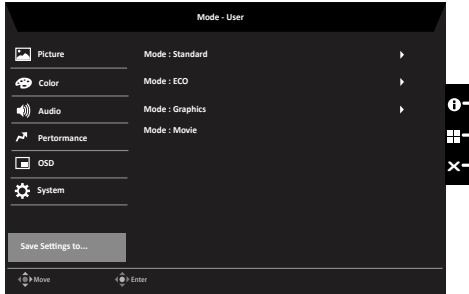 Mode - User
Picture
Color
Audio
Pertormance
OSD
System
Save Settings to...
Mode : Standard
Mode : ECO
Mode : Graphics
Mode : Movie
Move
Enter